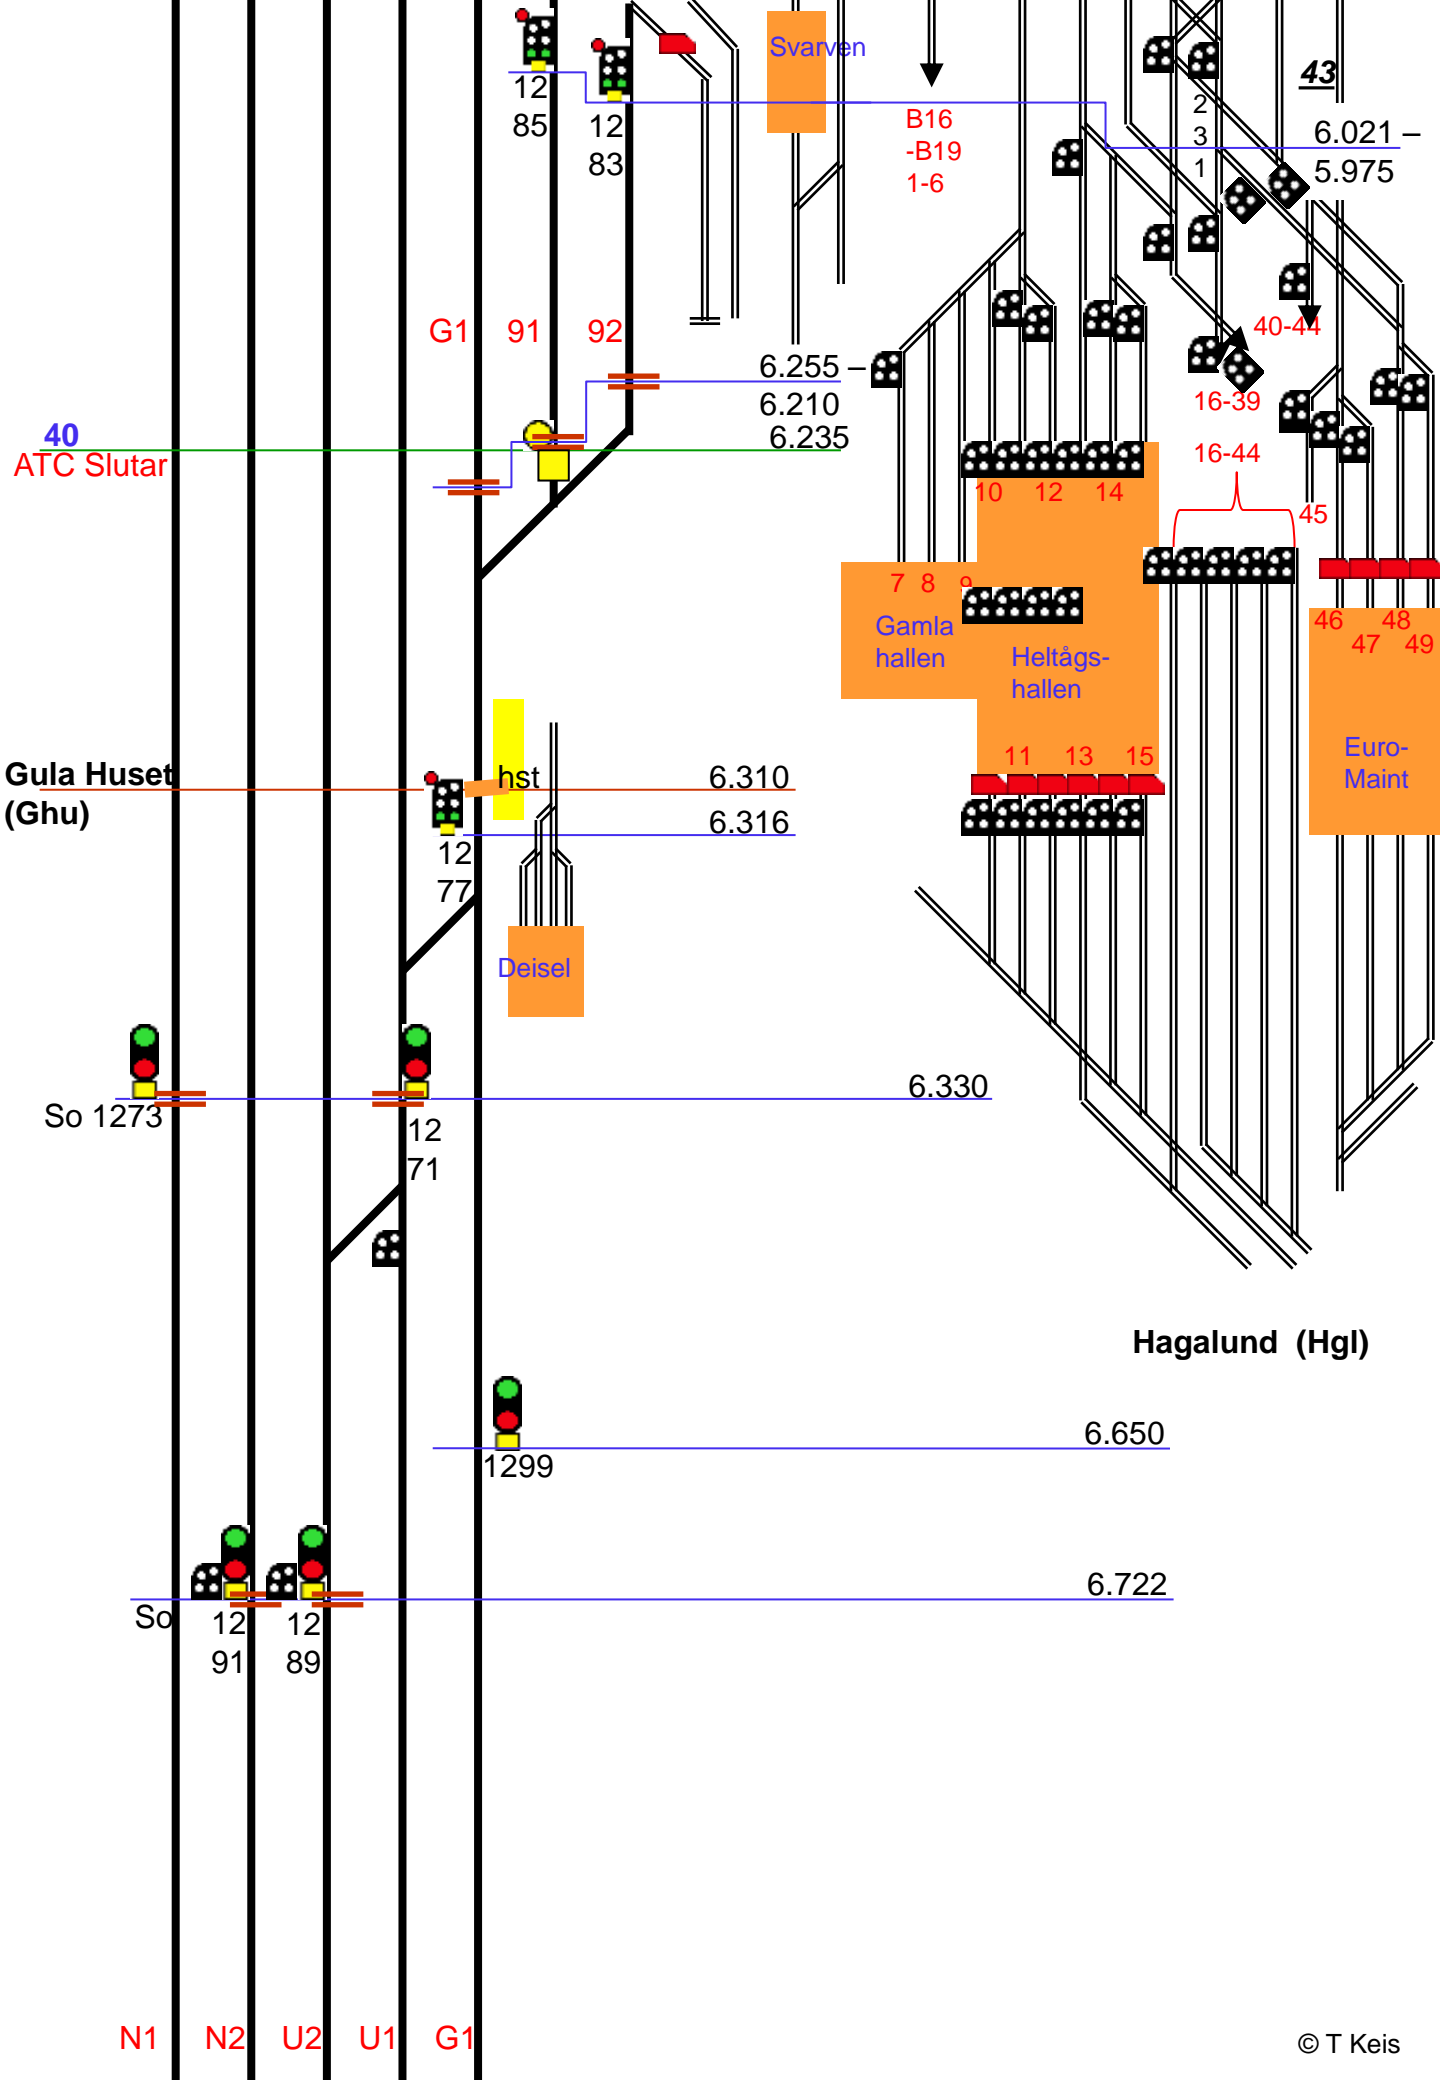 Svarven
43
12
85
12
83
B16
-B19
1-6
2
3
1
6.021 –
5.975
G1
91
92
40-44
6.255 –
6.210
6.235
40
ATC Slutar
16-39
16-44
10
12
14
45
7
8
9
Gamla
hallen
Heltågs-
hallen
46
48
47
49
11
13
15
Euro-
Maint
Gula Huset
(Ghu)
hst
6.310
6.316
12
77
Deisel
6.330
So 1273
12
71
Hagalund (Hgl)
6.650
1299
6.722
So
12
91
12
89
N1
N2
U2
U1
G1
© T Keis